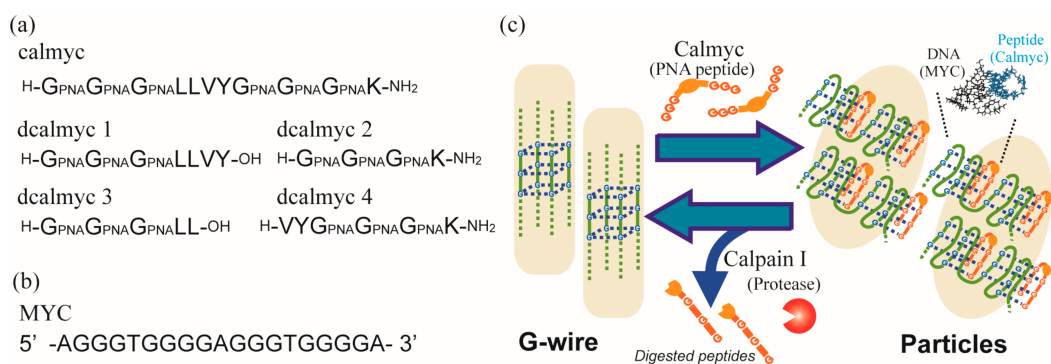 (a)
calmyc
H-GPNAGPNAGPNALLVYGPNAGPNAGPNAK-NH2
dcalmyc 1
H-GPNAGPNAGPNALLVY-OH
dcalmyc 2
H-GPNAGPNAGPNAK-NH2
dcalmyc 3
H-GPNAGPNAGPNALL-OH
dcalmyc 4
H-VYGPNAGPNAGPNAK-NH2
(b)
MYC
5’ -AGGGTGGGGAGGGTGGGGA- 3’
(c)
Calmyc
(PNA peptide)
DNA
(MYC)
Peptide
(Calmyc)
Calpain I
(Protease)
G-wire
Digested peptides
Particles